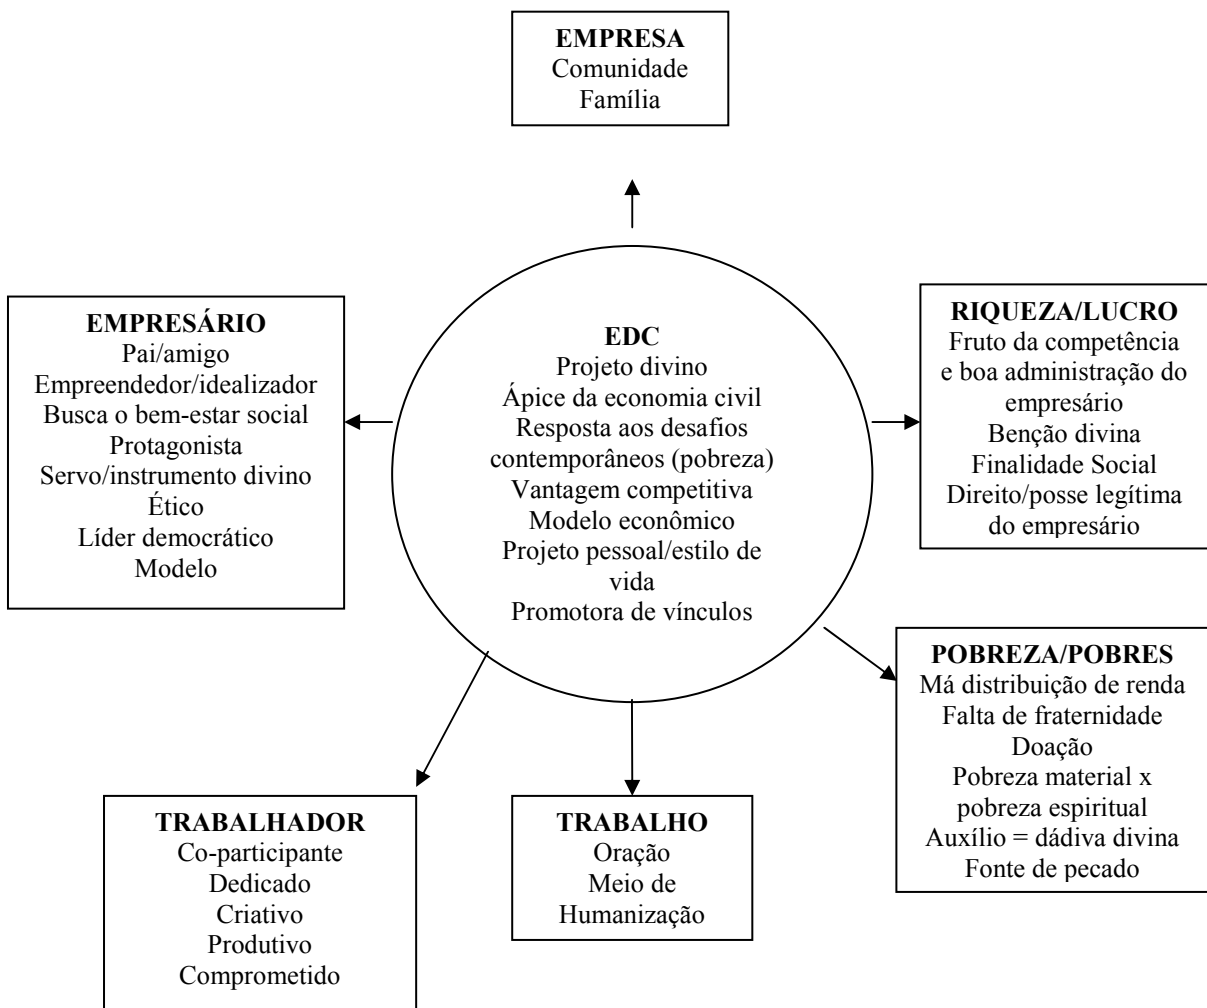 EMPRESA
Comunidade
Família
EMPRESÁRIO
Pai/amigo
Empreendedor/idealizador
Busca o bem-estar social
Protagonista
Servo/instrumento divino
Ético
Líder democrático
Modelo
EDC
Projeto divino
Ápice da economia civil
Resposta aos desafios
contemporâneos (pobreza)
Vantagem competitiva
Modelo econômico
Projeto pessoal/estilo de
vida
Promotora de vínculos
RIQUEZA/LUCRO
Fruto da competência
e boa administração do
empresário
Benção divina
Finalidade Social
Direito/posse legítima
do empresário
POBREZA/POBRES
Má distribuição de renda
Falta de fraternidade
Doação
Pobreza material x
pobreza espiritual
Auxílio = dádiva divina
Fonte de pecado
TRABALHADOR
Co-participante
Dedicado
Criativo
Produtivo
Comprometido
TRABALHO
Oração
Meio de
Humanização